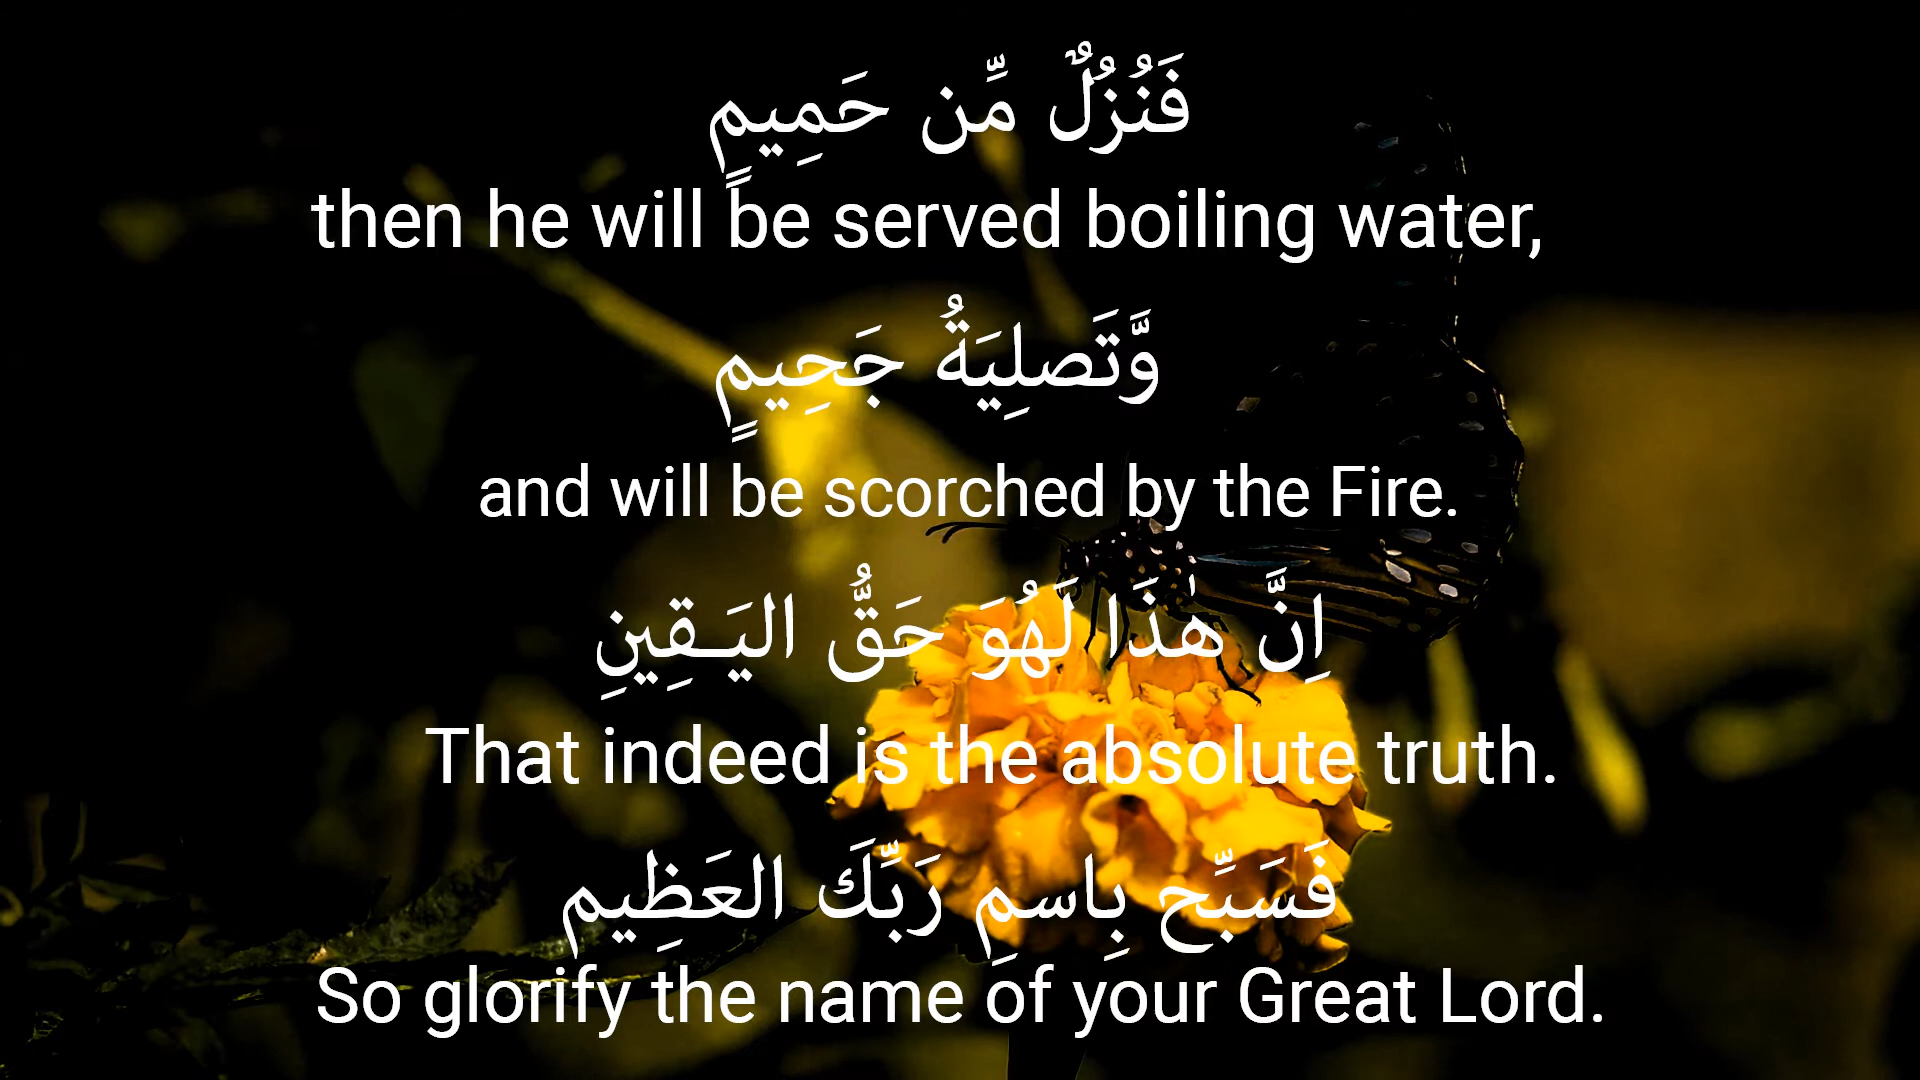 فَنُزُلٌ مِّن حَمِيمٍ
then he will be served boiling water,
وَّتَصلِيَةُ جَحِيمٍ
and will be scorched by the Fire.
اِنَّ هٰذَا لَهُوَ حَقُّ اليَـقِينِ
That indeed is the absolute truth.
فَسَبِّح بِاسمِ رَبِّكَ العَظِيم
So glorify the name of your Great Lord.